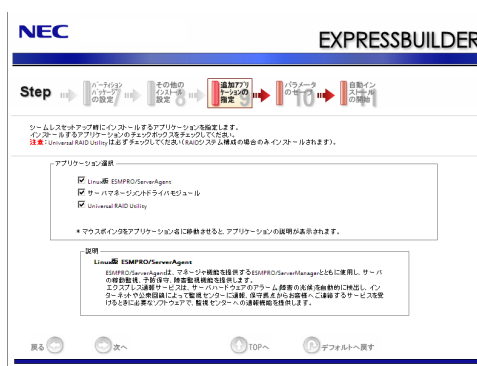 NEC
EXPRESSBUILDER
Step
パーティション/パッケージの設定 7
その他のインストール設定 8
追加アプリケーションの指定 9
パラメータのセーブ 10
自動インストールの開始 11
シームレスセットアップ時にインストールするアプリケーションを指定します。
インストールするアプリケーションのチェックボックスをチェックしてください。
注意:Universal RAID Utilityは必ずチェックしてください(RAIDシステム構成の場合のみインストールされます)。
アプリケーション選択
Linux版 ESMPRO/ServerAgent
サーバマネージメントドライバモジュール
Universal RAID Utility
* マウスポインタをアプリケーション名に移動させると、アプリケーションの説明が表示されます。
説明
Linux版 ESMPRO/ServerAgent
ESMPRO/ServerAgentは、マネージャ機能を提供するESMPRO/ServerManagerとともに使用し、サーバ
の稼動監視、予防保守、障害監視機能を提供します。
エクスプレス通報サービスは、サーバハードウェアのアラーム(障害の兆候)を自動的に検出し、イン
ターネットや公衆回線によって監視センターに通報、保守拠点からお客様へご連絡するサービスを受
けるときに必要なソフトウェアで、監視センターへの通報機能を提供します。
戻る
次へ
TOPへ
デフォルトへ戻す